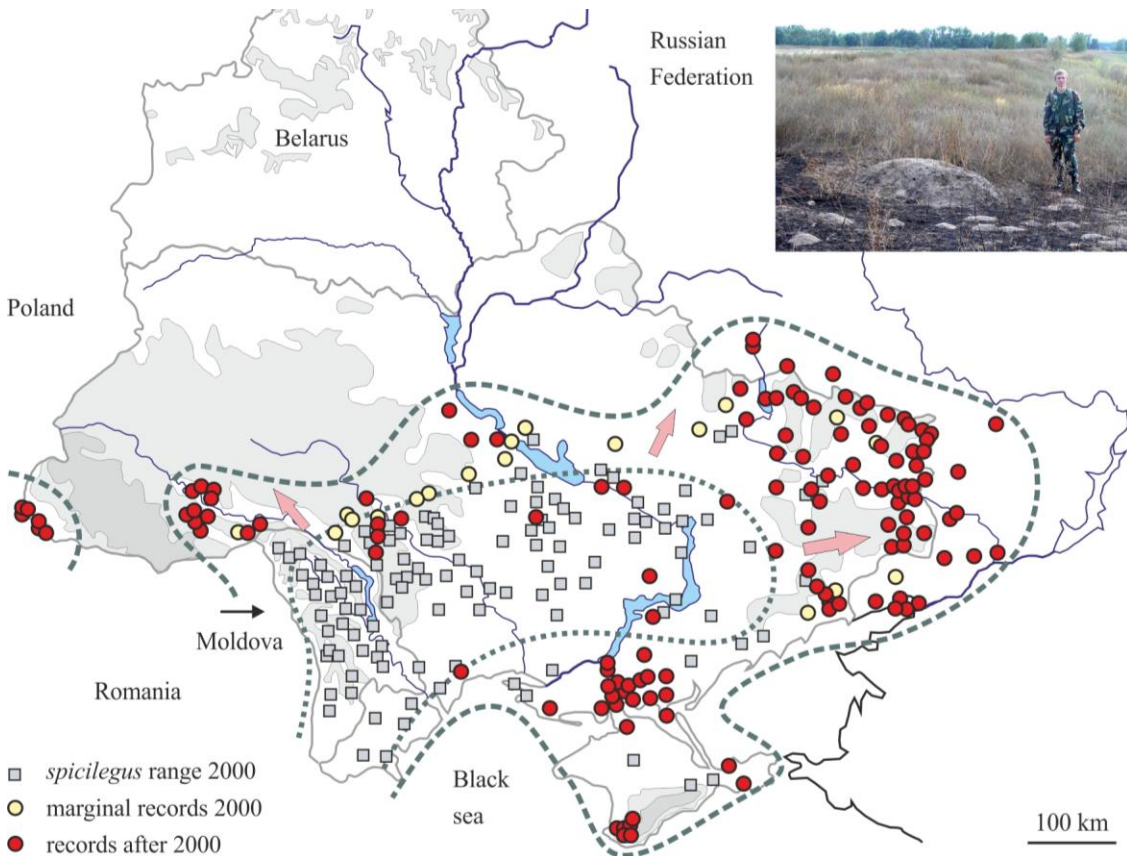 Russian
Federation
Belarus
Poland
Moldova
Romania
Black
sea
spicilegus range 2000
marginal records 2000
records after 2000
100 km